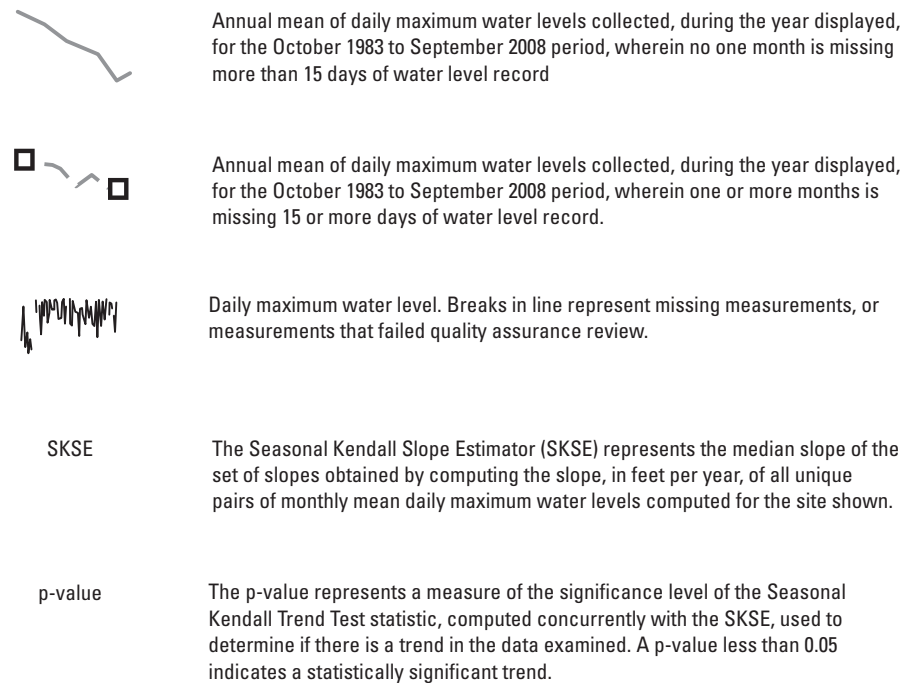 Annual mean of daily maximum water levels collected, during the year displayed,
for the October 1983 to September 2008 period, wherein no one month is missing
more than 15 days of water level record
Annual mean of daily maximum water levels collected, during the year displayed,
for the October 1983 to September 2008 period, wherein one or more months is
missing 15 or more days of water level record.
Daily maximum water level. Breaks in line represent missing measurements, or
measurements that failed quality assurance review.
SKSE
The Seasonal Kendall Slope Estimator (SKSE) represents the median slope of the
set of slopes obtained by computing the slope, in feet per year, of all unique
pairs of monthly mean daily maximum water levels computed for the site shown.
p-value
The p-value represents a measure of the significance level of the Seasonal
Kendall Trend Test statistic, computed concurrently with the SKSE, used to
determine if there is a trend in the data examined. A p-value less than 0.05
indicates a statistically significant trend.